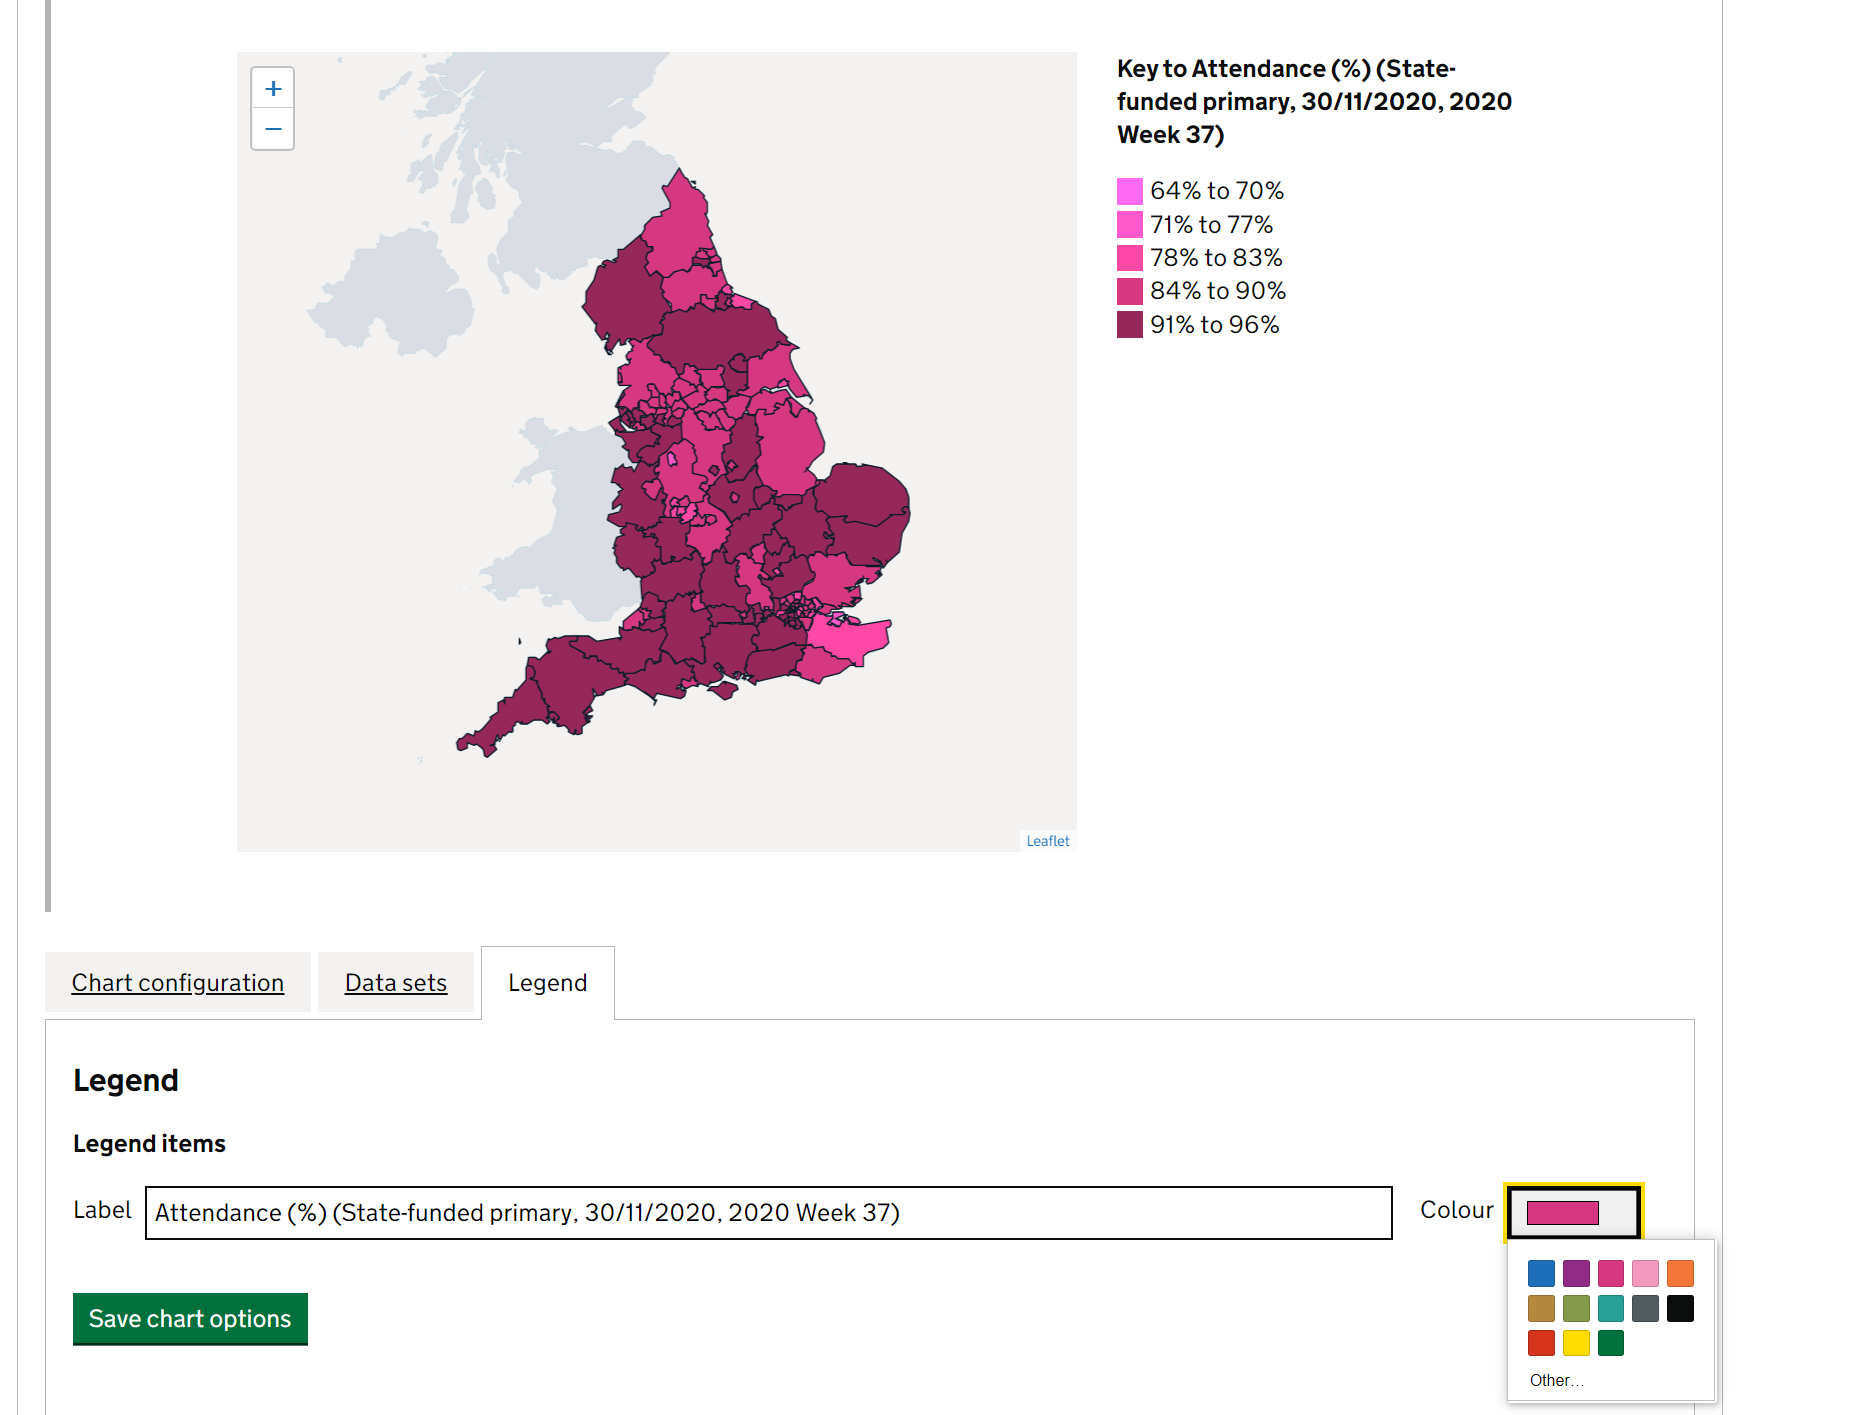 +
−
Key to Attendance (%) (State-
funded primary, 30/11/2020, 2020
Week 37)
64% to 70%
71% to 77%
78% to 83%
84% to 90%
91% to 96%
Leaflet
Chart configuration
Data sets
Legend
Legend
Legend items
Label
Attendance (%) (State-funded primary, 30/11/2020, 2020 Week 37)
Colour
Save chart options
Other...